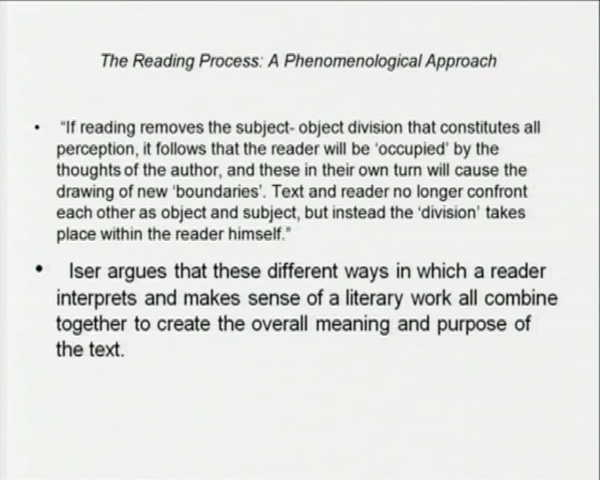 The Reading Process: A Phenomenological Approach
• “If reading removes the subject- object division that constitutes all
perception, it follows that the reader will be ‘occupied’ by the
thoughts of the author, and these in their own turn will cause the
drawing of new ‘boundaries’. Text and reader no longer confront
each other as object and subject, but instead the ‘division’ takes
place within the reader himself.”
• Iser argues that these different ways in which a reader
interprets and makes sense of a literary work all combine
together to create the overall meaning and purpose of
the text.